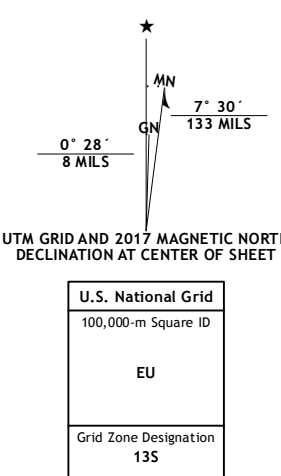 ★
MN
7° 30´
133 MILS
GN
0° 28´
8 MILS
UTM GRID AND 2017 MAGNETIC NORT
DECLINATION AT CENTER OF SHEET
U.S. National Grid
100,000-m Square ID
EU
Grid Zone Designation
13S